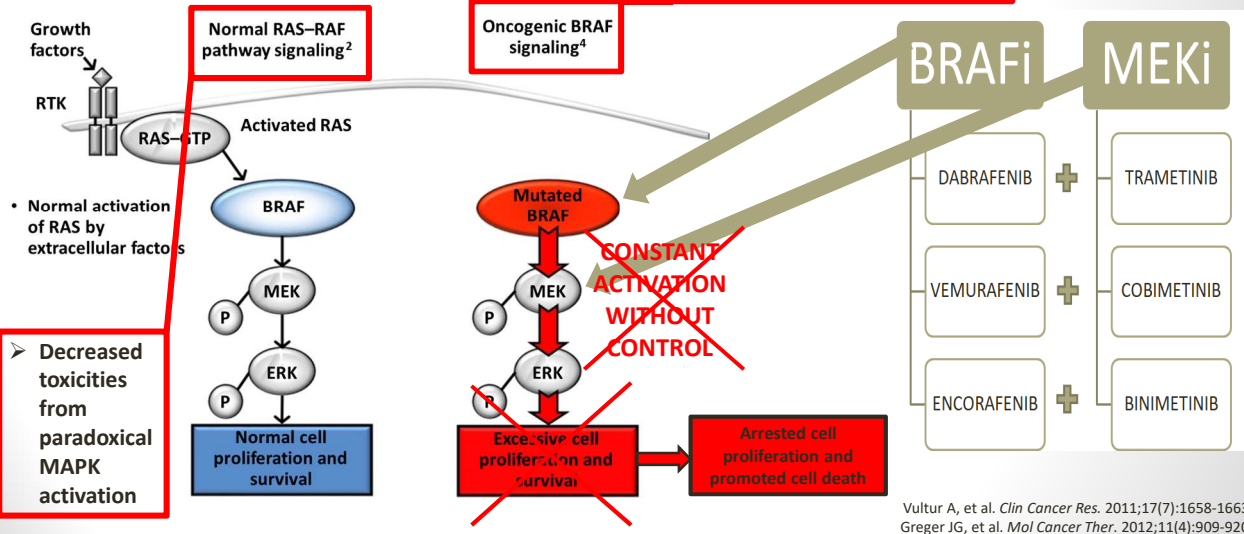 Growth
factors
RTK
RAS–GTP
Activated RAS
• Normal activation
of RAS by
extracellular factors
Normal RAS–RAF
pathway signaling²
BRAF
MEK
P
ERK
P
Normal cell
proliferation and
survival
➢ Decreased
toxicities
from
paradoxical
MAPK
activation
Oncogenic BRAF
signaling⁴
Mutated
BRAF
MEK
P
ERK
P
CONSTANT
ACTIVATION
WITHOUT
CONTROL
Excessive cell
proliferation and
survival
Arrested cell
proliferation and
promoted cell death
BRAFi
MEKi
DABRAFENIB
TRAMETINIB
VEMURAFENIB
COBIMETINIB
ENCORAFENIB
BINIMETINIB
Vultur A, et al. Clin Cancer Res. 2011;17(7):1658-1663
Greger JG, et al. Mol Cancer Ther. 2012;11(4):909-920